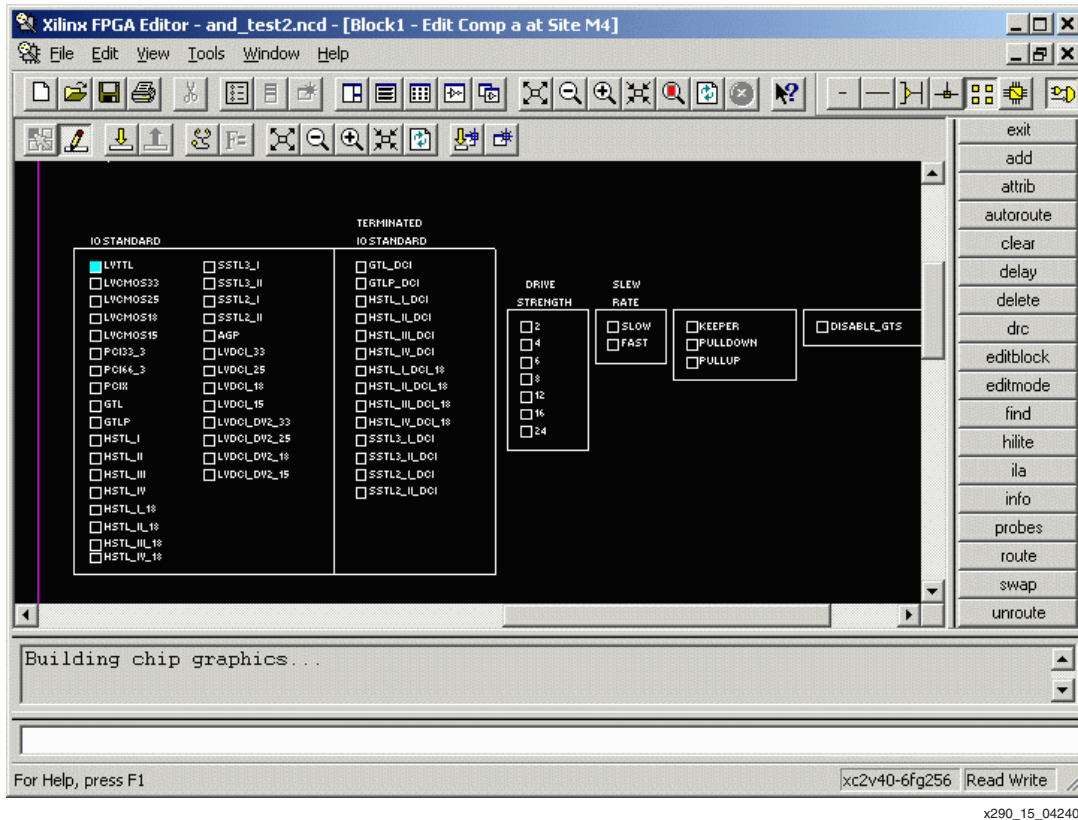 Xilinx FPGA Editor - and_test2.ncd - [Block1 - Edit Comp a at Site M4]
File Edit View Tools Window Help
F=
exit
add
attrib
autoroute
clear
delay
delete
drc
editblock
editmode
find
hilite
ila
info
probes
route
swap
unroute
IO STANDARD
LVTTL
LVCMOS33
LVCMOS25
LVCMOS18
LVCMOS15
PCI33_3
PCI66_3
PCIX
GTL
GTLP
HSTL_I
HSTL_II
HSTL_III
HSTL_IV
HSTL_I_18
HSTL_II_18
HSTL_III_18
HSTL_IV_18
SSTL3_I
SSTL3_II
SSTL2_I
SSTL2_II
AGP
LVDCI_33
LVDCI_25
LVDCI_18
LVDCI_15
LVDCI_DV2_33
LVDCI_DV2_25
LVDCI_DV2_18
LVDCI_DV2_15
TERMINATED
IO STANDARD
GTL_DCI
GTLP_DCI
HSTL_I_DCI
HSTL_II_DCI
HSTL_III_DCI
HSTL_IV_DCI
HSTL_I_DCI_18
HSTL_II_DCI_18
HSTL_III_DCI_18
HSTL_IV_DCI_18
SSTL3_I_DCI
SSTL3_II_DCI
SSTL2_I_DCI
SSTL2_II_DCI
DRIVE
STRENGTH
2
4
6
8
12
16
24
SLEW
RATE
SLOW
FAST
KEEPER
PULLDOWN
PULLUP
DISABLE_GTS
Building chip graphics...
For Help, press F1
xc2v40-6fg256 Read Write
x290_15_04240